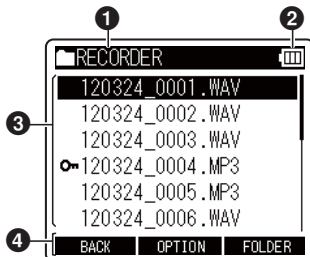 1
2
RECORDER
3
120324_0001.WAV
120324_0002.WAV
120324_0003.WAV
120324_0004.MP3
120324_0005.MP3
120324_0006.WAV
4
BACK OPTION FOLDER